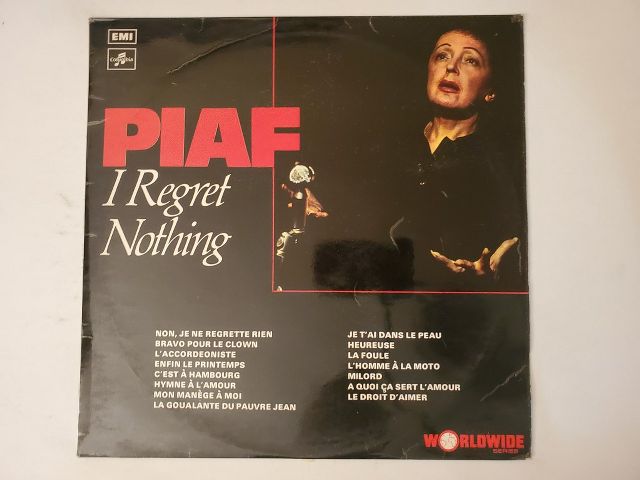 EMI
Columbia
PIAF
I Regret
Nothing
NON, JE NE REGRETTE RIEN
BRAVO POUR LE CLOWN
L'ACCORDEONISTE
ENFIN LE PRINTEMPS
C'EST À HAMBOURG
HYMNE À L'AMOUR
MON MANÈGE À MOI
LA GOUALANTE DU PAUVRE JEAN
JE T'AI DANS LE PEAU
HEUREUSE
LA FOULE
L'HOMME À LA MOTO
MILORD
A QUOI ÇA SERT L'AMOUR
LE DROIT D'AIMER
WORLDWIDE
SERIES